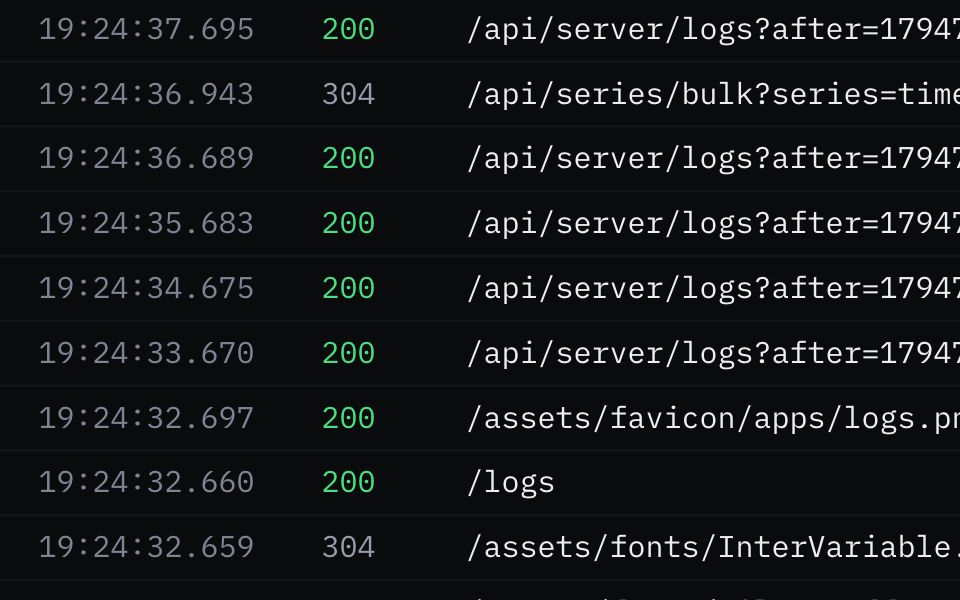 19:24:37.695 200 /api/server/logs?after=17947
19:24:36.943 304 /api/series/bulk?series=time
19:24:36.689 200 /api/server/logs?after=17947
19:24:35.683 200 /api/server/logs?after=17947
19:24:34.675 200 /api/server/logs?after=17947
19:24:33.670 200 /api/server/logs?after=17947
19:24:32.697 200 /assets/favicon/apps/logs.pn
19:24:32.660 200 /logs
19:24:32.659 304 /assets/fonts/InterVariable.